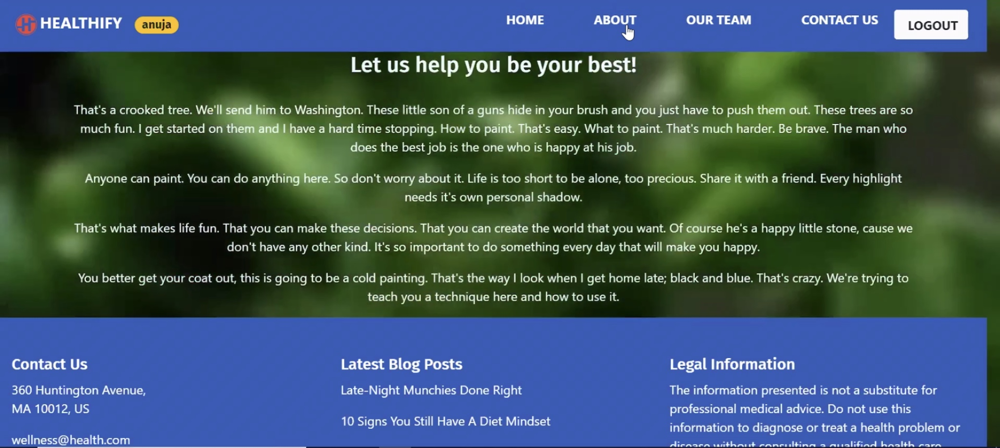 HEALTHIFY anuja HOME ABOUT OUR TEAM CONTACT US LOGOUT
Let us help you be your best!
That's a crooked tree. We'll send him to Washington. These little son of a guns hide in your brush and you just have to push them out. These trees are so
much fun. I get started on them and I have a hard time stopping. How to paint. That's easy. What to paint. That's much harder. Be brave. The man who
does the best job is the one who is happy at his job.
Anyone can paint. You can do anything here. So don't worry about it. Life is too short to be alone, too precious. Share it with a friend. Every highlight
needs it's own personal shadow.
That's what makes life fun. That you can make these decisions. That you can create the world that you want. Of course he's a happy little stone, cause we
don't have any other kind. It's so important to do something every day that will make you happy.
You better get your coat out, this is going to be a cold painting. That's the way I look when I get home late; black and blue. That's crazy. We're trying to
teach you a technique here and how to use it.
Contact Us
360 Huntington Avenue,
MA 10012, US
wellness@health.com
Latest Blog Posts
Late-Night Munchies Done Right
10 Signs You Still Have A Diet Mindset
Legal Information
The information presented is not a substitute for
professional medical advice. Do not use this
information to diagnose or treat a health problem or
disease without consulting a qualified health care